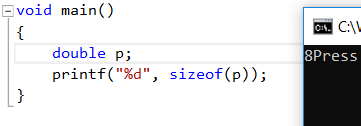 void main()
{
double p;
printf("%d", sizeof(p));
}
C:\
8Press